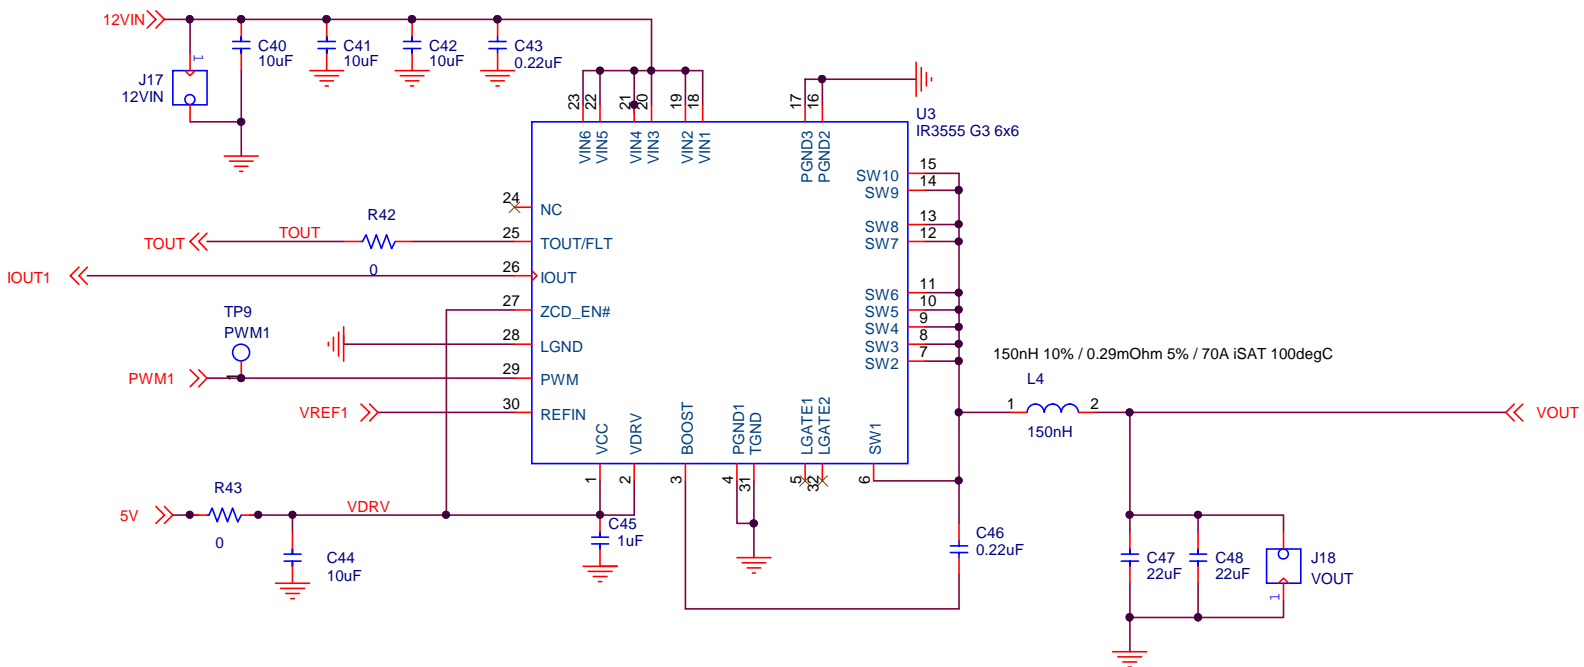 12VIN
1
J17
12VIN
C40
10uF
C41
10uF
C42
10uF
C43
0.22uF
23
22
21
20
19
18
17
16
VIN6
VIN5
VIN4
VIN3
VIN2
VIN1
PGND3
PGND2
U3
IR3555 G3 6x6
SW10
15
SW9
14
SW8
13
SW7
12
SW6
11
SW5
10
SW4
9
SW3
8
SW2
7
24
NC
R42
0
TOUT
TOUT
25
TOUT/FLT
IOUT1
26
IOUT
27
ZCD_EN#
TP9
PWM1
1
28
LGND
PWM1
29
PWM
VREF1
30
REFIN
VCC
VDRV
BOOST
PGND1
TGND
LGATE1
LGATE2
SW1
1
2
3
4
31
5
32
6
150nH 10% / 0.29mOhm 5% / 70A iSAT 100degC
L4
1
2
150nH
VOUT
R43
0
5V
VDRV
C44
10uF
C45
1uF
C46
0.22uF
C47
22uF
C48
22uF
J18
VOUT
1